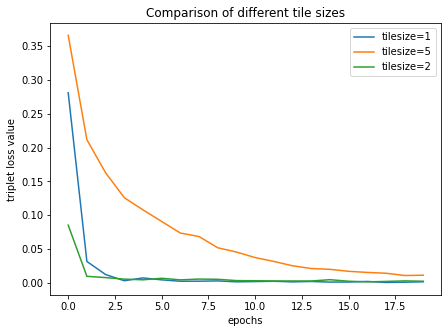 Comparison of different tile sizes
tilesize=1
tilesize=5
tilesize=2
triplet loss value
0.35
0.30
0.25
0.20
0.15
0.10
0.05
0.00
0.0 2.5 5.0 7.5 10.0 12.5 15.0 17.5
epochs